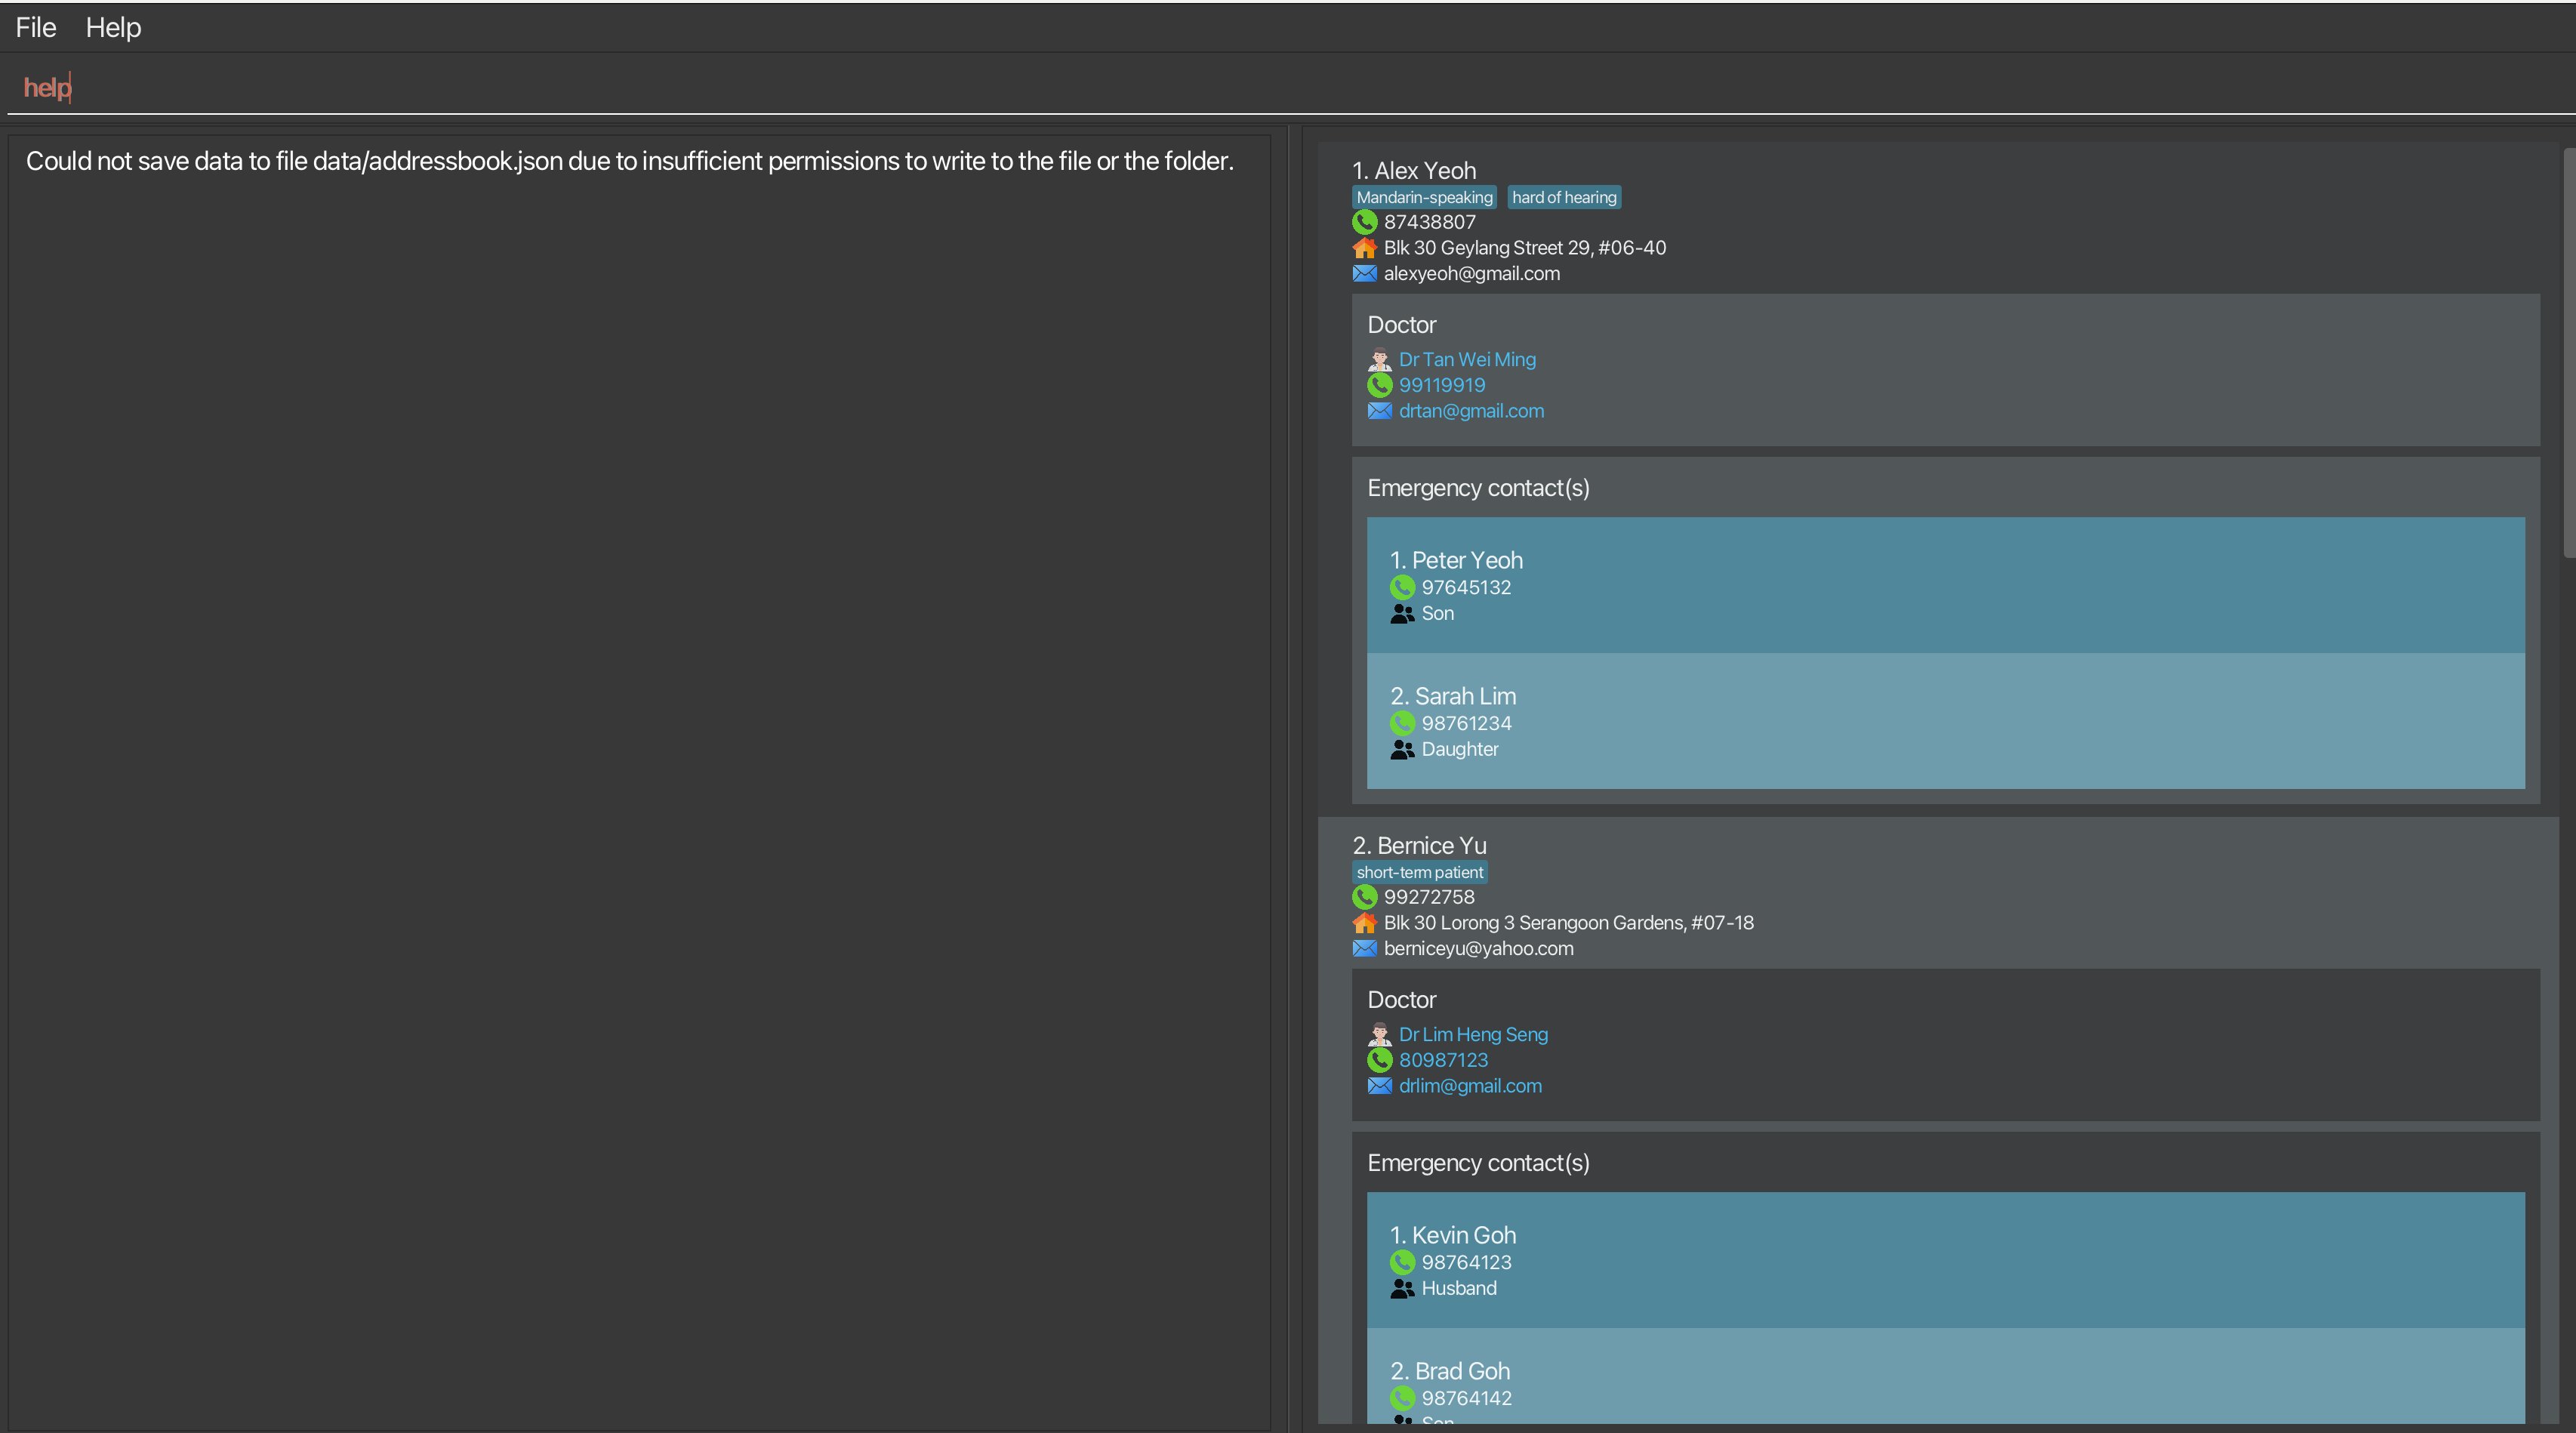 File Help
help
Could not save data to file data/addressbook.json due to insufficient permissions to write to the file or the folder.
1. Alex Yeoh
Mandarin-speaking hard of hearing
87438807
Blk 30 Geylang Street 29, #06-40
alexyeoh@gmail.com
Doctor
Dr Tan Wei Ming
99119919
drtan@gmail.com
Emergency contact(s)
1. Peter Yeoh
97645132
Son
2. Sarah Lim
98761234
Daughter
2. Bernice Yu
short-term patient
99272758
Blk 30 Lorong 3 Serangoon Gardens, #07-18
berniceyu@yahoo.com
Doctor
Dr Lim Heng Seng
80987123
drlim@gmail.com
Emergency contact(s)
1. Kevin Goh
98764123
Husband
2. Brad Goh
98764142
Son